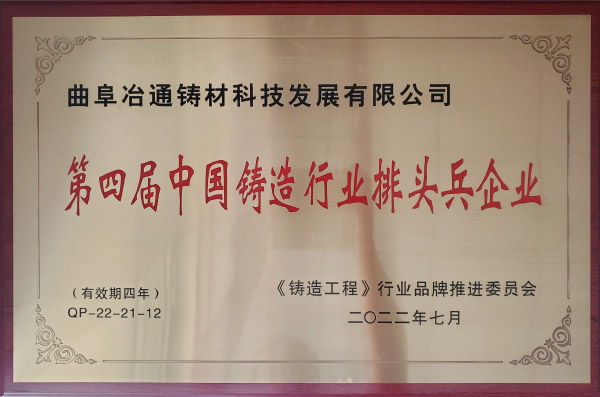 曲阜冶通铸材科技发展有限公司
第四届中国铸造行业排头兵企业
（有效期四年）
QP-22-21-12
《铸造工程》行业品牌推进委员会
二〇二二年七月